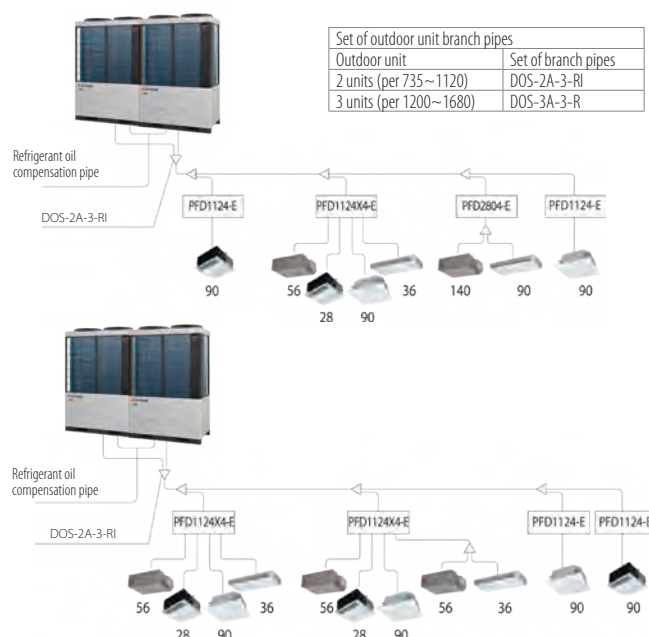 Set of outdoor unit branch pipes
Outdoor unit Set of branch pipes
2 units (per 735~1120) DOS-2A-3-RI
3 units (per 1200~1680) DOS-3A-3-R
Refrigerant oil
compensation pipe
DOS-2A-3-RI
PFD1124-E PFD1124X4-E PFD2804-E PFD1124-E
90 56 36 140 90 90
28 90
Refrigerant oil
compensation pipe
DOS-2A-3-RI
PFD1124X4-E PFD1124X4-E PFD1124-E PFD1124-E
56 36 56 56 36 90 90
28 90 28 90